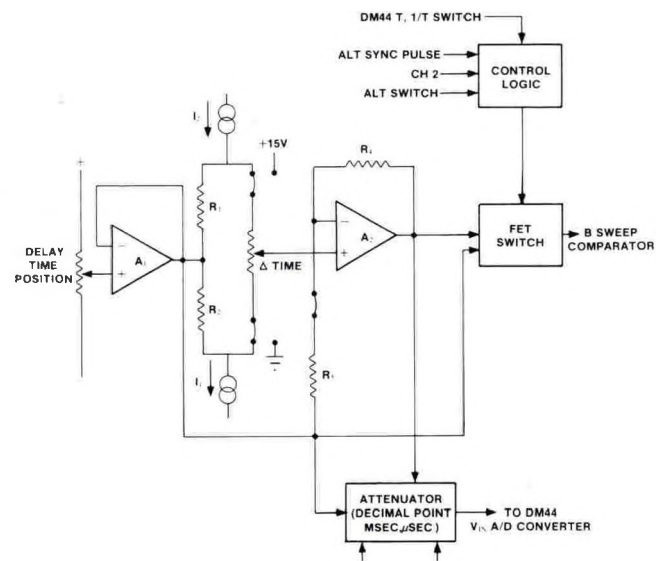 DM44 T, 1/T SWITCH
ALT SYNC PULSE
CH 2
ALT SWITCH
CONTROL
LOGIC
I2
+15V
R4
+
R1
−
+
A1
DELAY
TIME
POSITION
−
+
A2
Δ TIME
FET
SWITCH
B SWEEP
COMPARATOR
R2
R3
I1
ATTENUATOR
(DECIMAL POINT
MSEC,μSEC)
TO DM44
VIN A/D CONVERTER